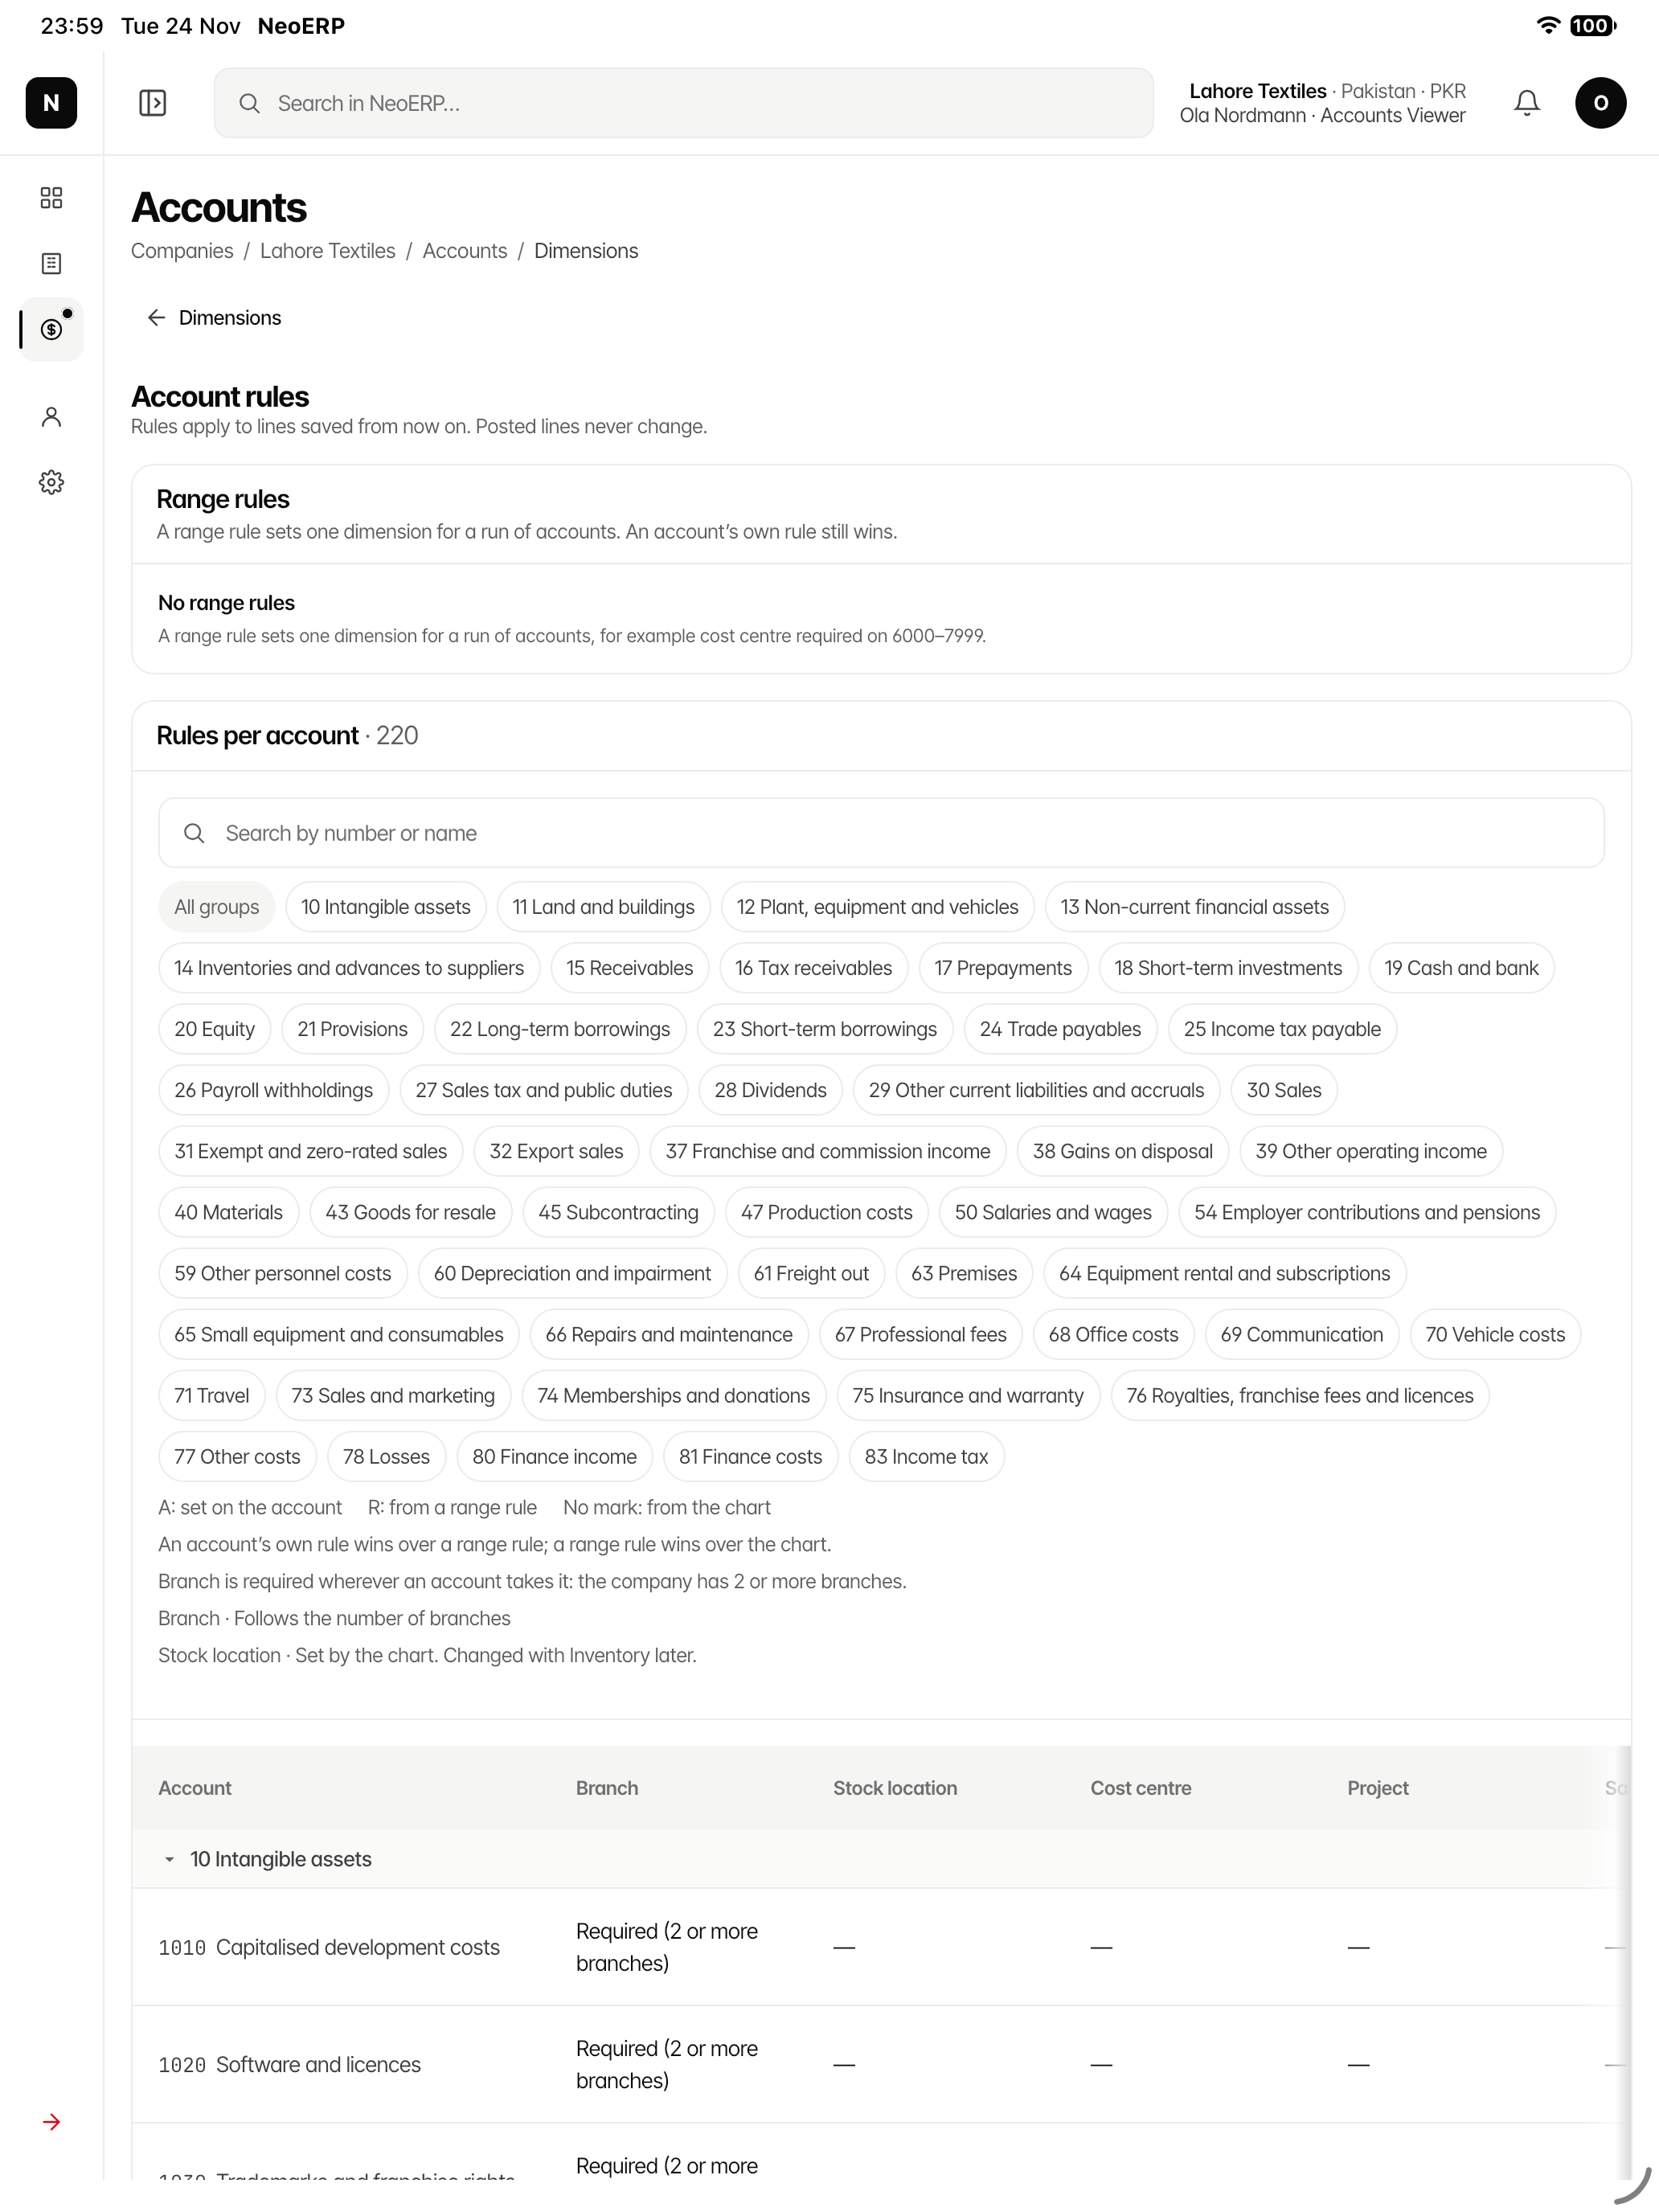 23:59 Tue 24 Nov NeoERP
100
N
Search in NeoERP...
Lahore Textiles · Pakistan · PKR
Ola Nordmann · Accounts Viewer
O
Accounts
Companies / Lahore Textiles / Accounts / Dimensions
Dimensions
Account rules
Rules apply to lines saved from now on. Posted lines never change.
Range rules
A range rule sets one dimension for a run of accounts. An account’s own rule still wins.
No range rules
A range rule sets one dimension for a run of accounts, for example cost centre required on 6000–7999.
Rules per account · 220
Search by number or name
All groups 10 Intangible assets 11 Land and buildings 12 Plant, equipment and vehicles 13 Non-current financial assets
14 Inventories and advances to suppliers 15 Receivables 16 Tax receivables 17 Prepayments 18 Short-term investments 19 Cash and bank
20 Equity 21 Provisions 22 Long-term borrowings 23 Short-term borrowings 24 Trade payables 25 Income tax payable
26 Payroll withholdings 27 Sales tax and public duties 28 Dividends 29 Other current liabilities and accruals 30 Sales
31 Exempt and zero-rated sales 32 Export sales 37 Franchise and commission income 38 Gains on disposal 39 Other operating income
40 Materials 43 Goods for resale 45 Subcontracting 47 Production costs 50 Salaries and wages 54 Employer contributions and pensions
59 Other personnel costs 60 Depreciation and impairment 61 Freight out 63 Premises 64 Equipment rental and subscriptions
65 Small equipment and consumables 66 Repairs and maintenance 67 Professional fees 68 Office costs 69 Communication 70 Vehicle costs
71 Travel 73 Sales and marketing 74 Memberships and donations 75 Insurance and warranty 76 Royalties, franchise fees and licences
77 Other costs 78 Losses 80 Finance income 81 Finance costs 83 Income tax
A: set on the account R: from a range rule No mark: from the chart
An account’s own rule wins over a range rule; a range rule wins over the chart.
Branch is required wherever an account takes it: the company has 2 or more branches.
Branch · Follows the number of branches
Stock location · Set by the chart. Changed with Inventory later.
Account Branch Stock location Cost centre Project
10 Intangible assets
1010 Capitalised development costs Required (2 or more branches) — — — —
1020 Software and licences Required (2 or more branches) — — — —
1030 Trademarks and franchise rights Required (2 or more